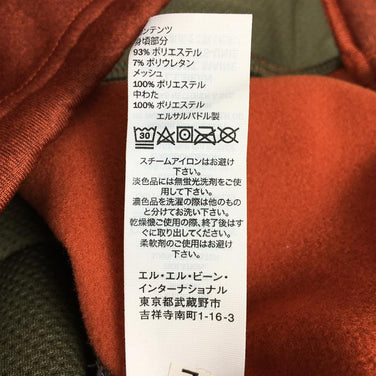 コンテンツ
身頃部分
93% ポリエステル
7% ポリウレタン
メッシュ
100% ポリエステル
中わた
100% ポリエステル
エルサルバドル製
30
スチームアイロンはお避け
下さい。
淡色品には無蛍光洗剤をご使
用して下さい。
濃色品を洗濯の際は他のもの
と分けてお洗い下さい。
乾燥機ご使用の際、終了後はす
ぐに取り出してください。
柔軟剤のご使用はお避け
下さい。
エル・エル・ビーン・
インターナショナル
東京都武蔵野市
吉祥寺南町1-16-3